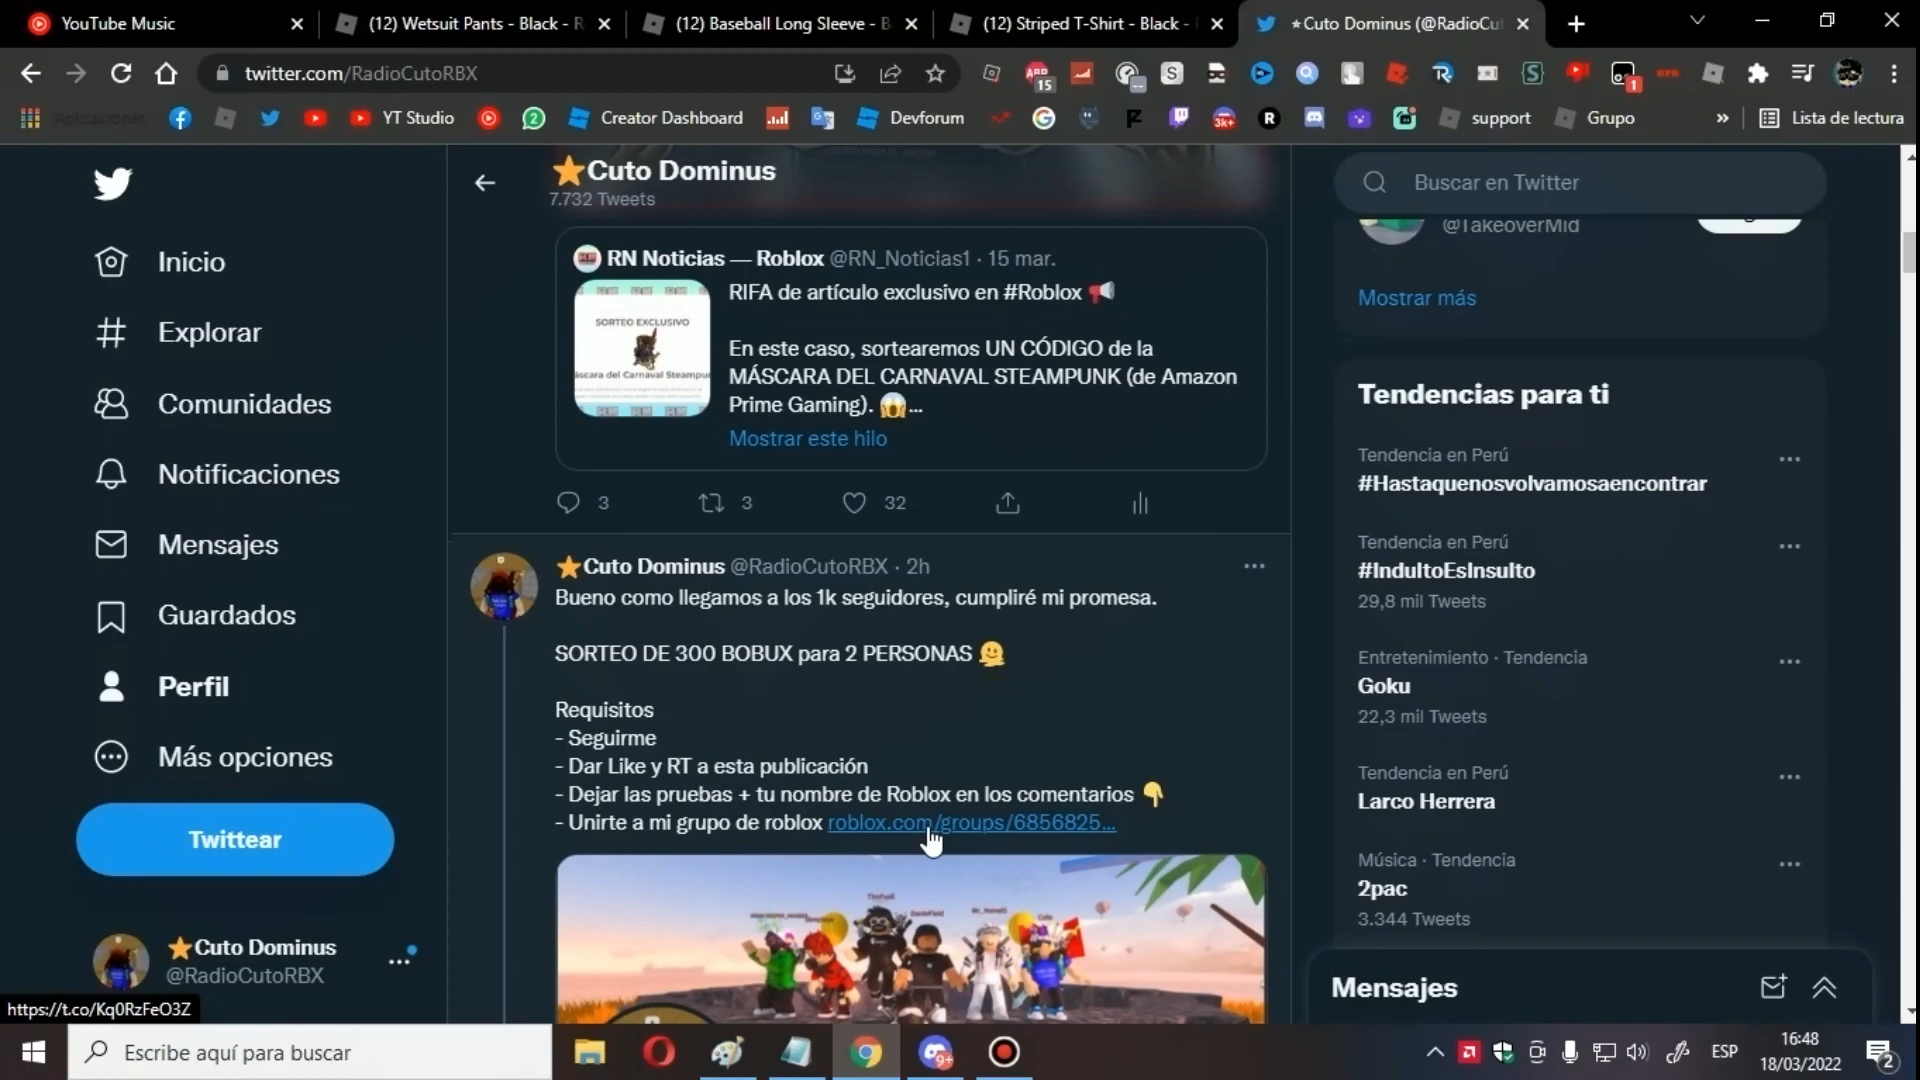 YouTube Music
(12) Wetsuit Pants - Black - R
(12) Baseball Long Sleeve - B
(12) Striped T-Shirt - Black -
⭐Cuto Dominus (@RadioCut
twitter.com/RadioCutoRBX
ABP
15
1
Aplicaciones
YT Studio
2
Creator Dashboard
Devforum
3k+
support
Grupo
»
Lista de lectura
⭐Cuto Dominus
7.732 Tweets
Inicio
Explorar
Comunidades
Notificaciones
Mensajes
Guardados
Perfil
Más opciones
Twittear
⭐Cuto Dominus
@RadioCutoRBX
RN Noticias — Roblox @RN_Noticias1 · 15 mar.
SORTEO EXCLUSIVO
áscara del Carnaval Steampun
RIFA de artículo exclusivo en #Roblox 📢
En este caso, sortearemos UN CÓDIGO de la
MÁSCARA DEL CARNAVAL STEAMPUNK (de Amazon
Prime Gaming). 😱...
Mostrar este hilo
3
3
32
⭐Cuto Dominus @RadioCutoRBX · 2h
Bueno como llegamos a los 1k seguidores, cumpliré mi promesa.
SORTEO DE 300 BOBUX para 2 PERSONAS 🫠
Requisitos
- Seguirme
- Dar Like y RT a esta publicación
- Dejar las pruebas + tu nombre de Roblox en los comentarios 👇
- Unirte a mi grupo de roblox roblox.com/groups/6856825...
Buscar en Twitter
@TakeoverMid
Mostrar más
Tendencias para ti
Tendencia en Perú
#Hastaquenosvolvamosaencontrar
Tendencia en Perú
#IndultoEsInsulto
29,8 mil Tweets
Entretenimiento · Tendencia
Goku
22,3 mil Tweets
Tendencia en Perú
Larco Herrera
Música · Tendencia
2pac
3.344 Tweets
Mensajes
https://t.co/Kq0RzFeO3Z
Escribe aquí para buscar
9+
ESP
16:48
18/03/2022
2